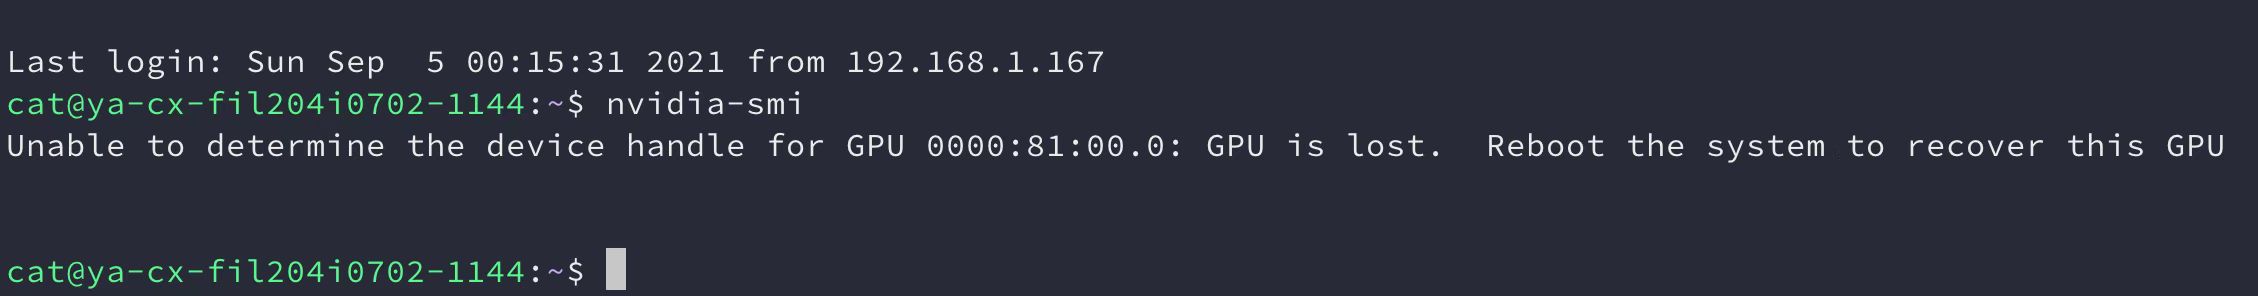 Last login: Sun Sep  5 00:15:31 2021 from 192.168.1.167
cat@ya-cx-fil204i0702-1144:~$ nvidia-smi
Unable to determine the device handle for GPU 0000:81:00.0: GPU is lost.  Reboot the system to recover this GPU
cat@ya-cx-fil204i0702-1144:~$